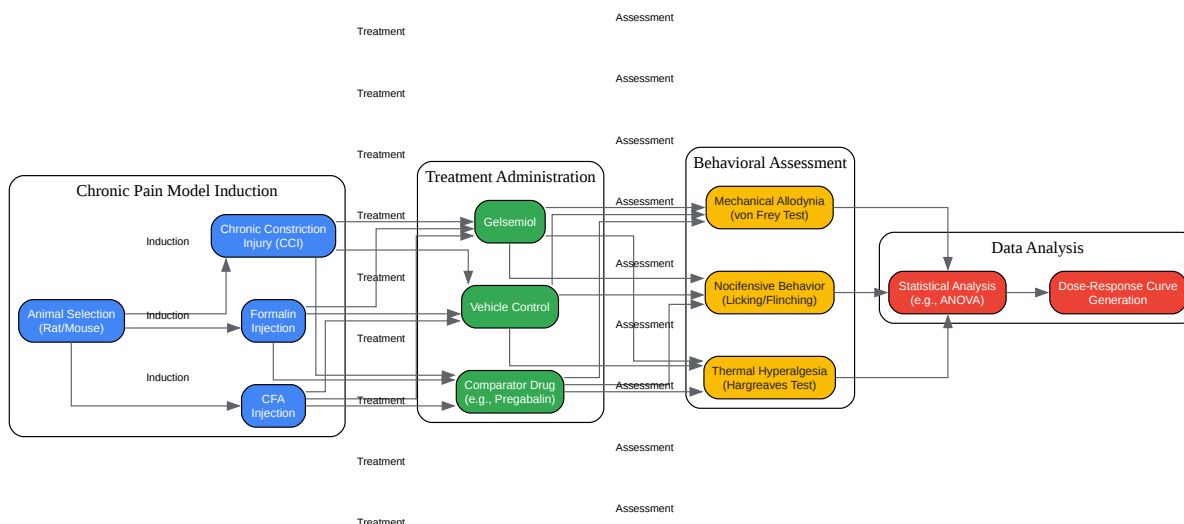 Assessment
Treatment
Assessment
Treatment
Assessment
Treatment
Chronic Pain Model Induction
Induction
Chronic Constriction
Injury (CCI)
Animal Selection
(Rat/Mouse)
Induction
Formalin
Injection
Induction
CFA
Injection
Treatment
Treatment
Treatment
Treatment
Treatment Administration
Gelsemiol
Vehicle Control
Comparator Drug
(e.g., Pregabalin)
Assessment
Assessment
Assessment
Assessment
Behavioral Assessment
Mechanical Allodynia
(von Frey Test)
Nocifensive Behavior
(Licking/Flinching)
Thermal Hyperalgesia
(Hargreaves Test)
Data Analysis
Statistical Analysis
(e.g., ANOVA)
Dose-Response Curve
Generation
Assessment
Treatment
Assessment
Treatment